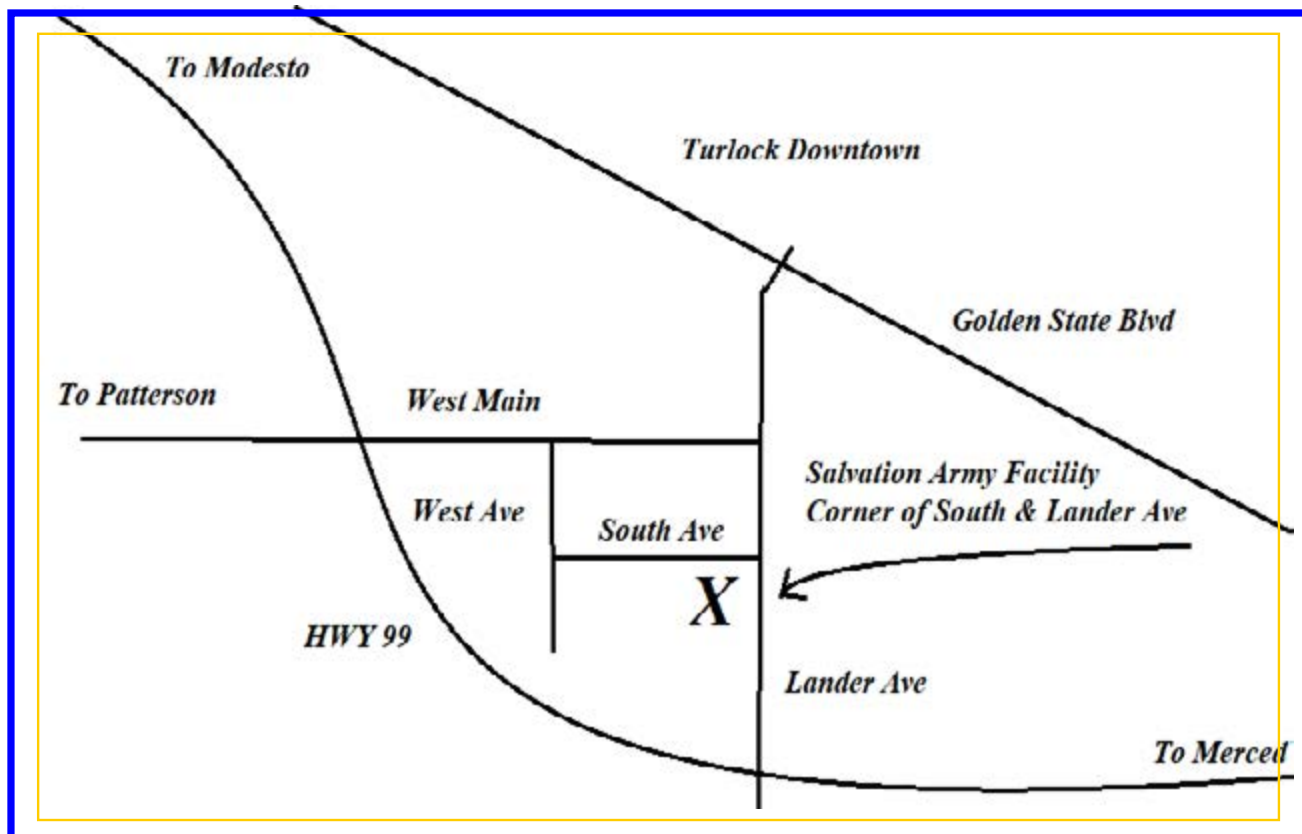 To Modesto
Turlock Downtown
Golden State Blvd
To Patterson
West Main
Salvation Army Facility
Corner of South & Lander Ave
West Ave
South Ave
X
HWY 99
Lander Ave
To Merced